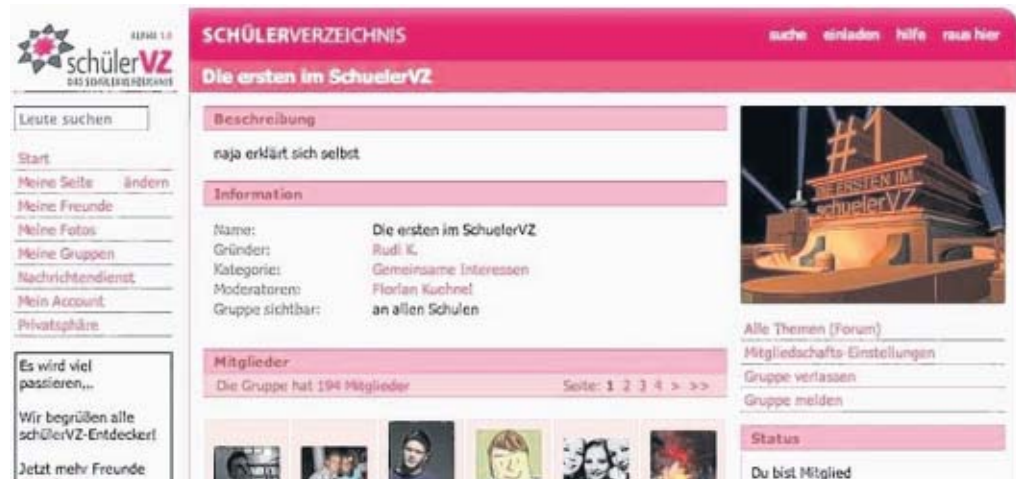 ALPHA 1.0
schülerVZ
DAS SCHÜLERVERZEICHNIS
Leute suchen
Start
Meine Seite ändern
Meine Freunde
Meine Fotos
Meine Gruppen
Nachrichtendienst
Mein Account
Privatsphäre
Es wird viel
passieren...
Wir begrüßen alle
schülerVZ-Entdecker!
Jetzt mehr Freunde
SCHÜLERVERZEICHNIS
suche einladen hilfe raus hier
Die ersten im SchuelerVZ
Beschreibung
naja erklärt sich selbst
Information
Name: Die ersten im SchuelerVZ
Gründer: Rudi K.
Kategorie: Gemeinsame Interessen
Moderatoren: Florian Kuehnel
Gruppe sichtbar: an allen Schulen
Mitglieder
Die Gruppe hat 194 Mitglieder
Seite: 1 2 3 4 > >>
#1
DIE ERSTEN IM
schuelerVZ
Alle Themen (Forum)
Mitgliedschafts-Einstellungen
Gruppe verlassen
Gruppe melden
Status
Du bist Mitglied